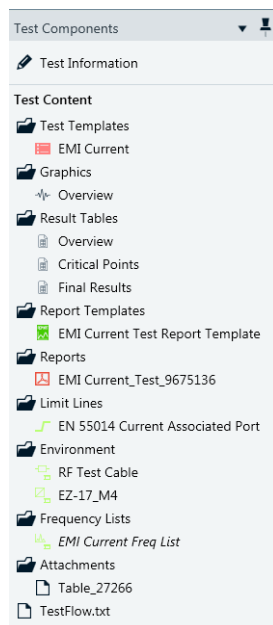 Test Components
Test Information
Test Content
Test Templates
EMI Current
Graphics
Overview
Result Tables
Overview
Critical Points
Final Results
Report Templates
EMI Current Test Report Template
Reports
EMI Current_Test_9675136
Limit Lines
EN 55014 Current Associated Port
Environment
RF Test Cable
EZ-17_M4
Frequency Lists
EMI Current Freq List
Attachments
Table_27266
TestFlow.txt